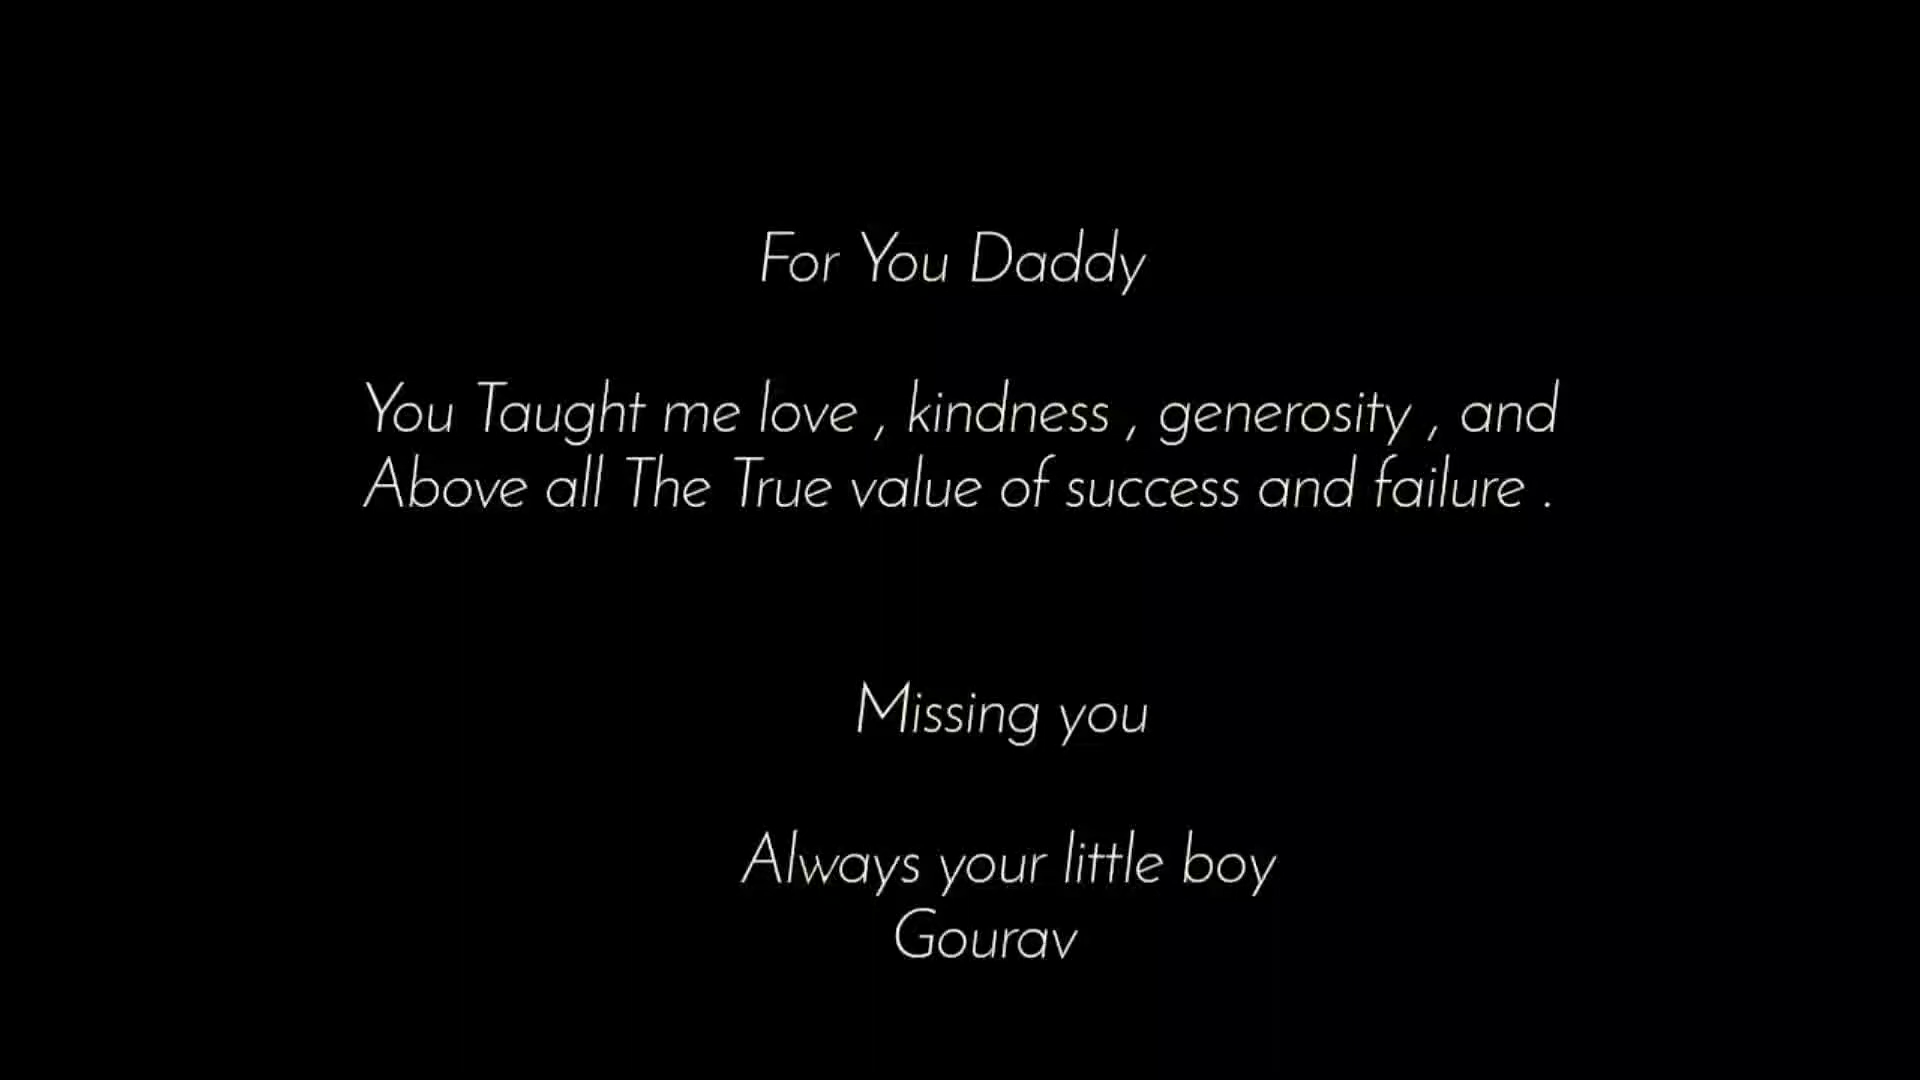 For You Daddy
You Taught me love , kindness , generosity , and
Above all The True value of success and failure .
Missing you
Always your little boy
Gourav